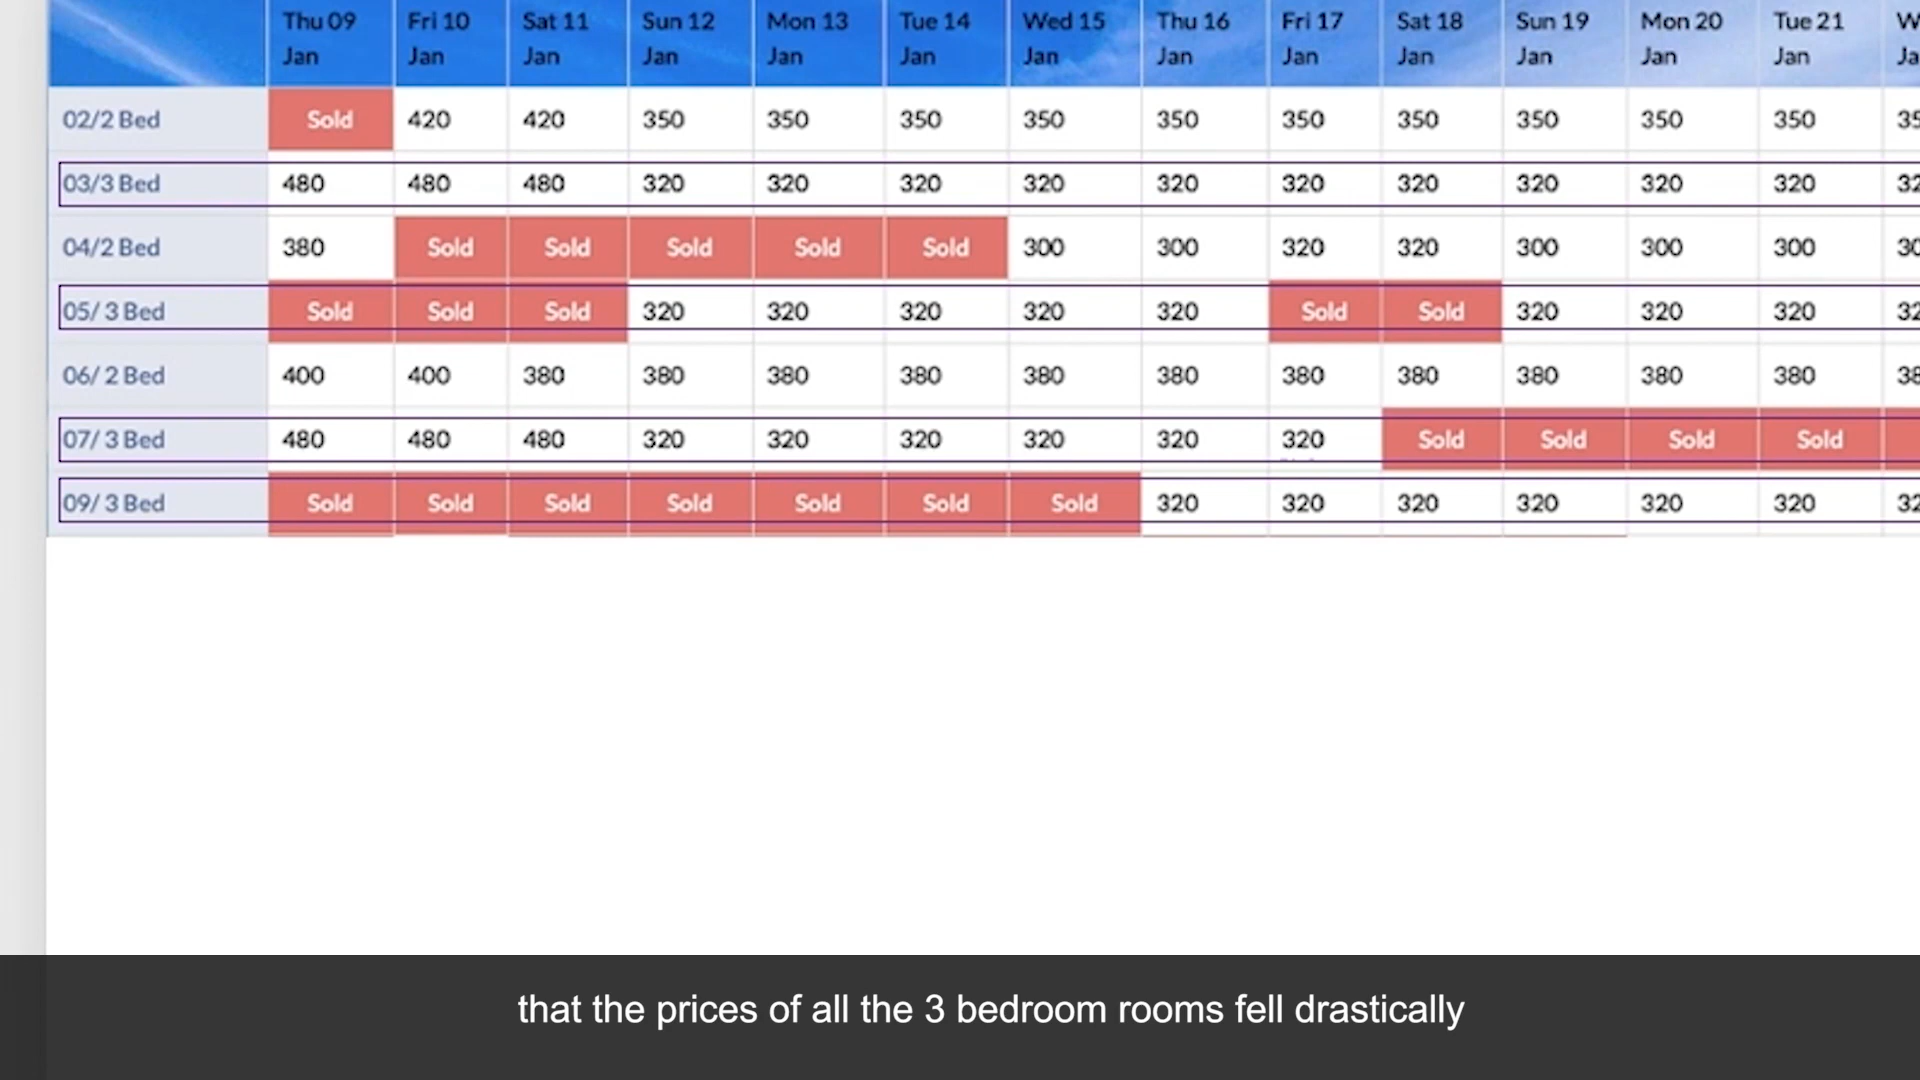 Thu 09 Jan Fri 10 Jan Sat 11 Jan Sun 12 Jan Mon 13 Jan Tue 14 Jan Wed 15 Jan Thu 16 Jan Fri 17 Jan Sat 18 Jan Sun 19 Jan Mon 20 Jan Tue 21 Jan
02/2 Bed Sold 420 420 350 350 350 350 350 350 350 350 350 350
03/3 Bed 480 480 480 320 320 320 320 320 320 320 320 320 320
04/2 Bed 380 Sold Sold Sold Sold Sold 300 300 320 320 300 300 300
05/ 3 Bed Sold Sold Sold 320 320 320 320 320 Sold Sold 320 320 320
06/ 2 Bed 400 400 380 380 380 380 380 380 380 380 380 380 380
07/ 3 Bed 480 480 480 320 320 320 320 320 320 Sold Sold Sold Sold
09/ 3 Bed Sold Sold Sold Sold Sold Sold Sold 320 320 320 320 320 320
that the prices of all the 3 bedroom rooms fell drastically